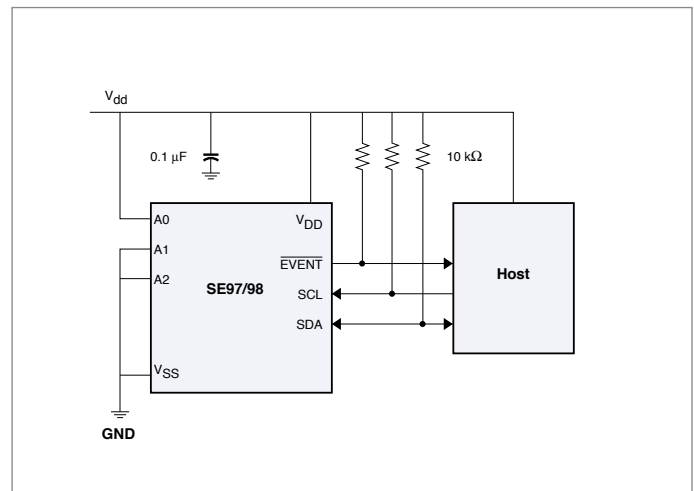 Vdd
0.1 μF
10 kΩ
A0
VDD
A1
EVENT
A2
SE97/98
Host
SCL
SDA
VSS
GND